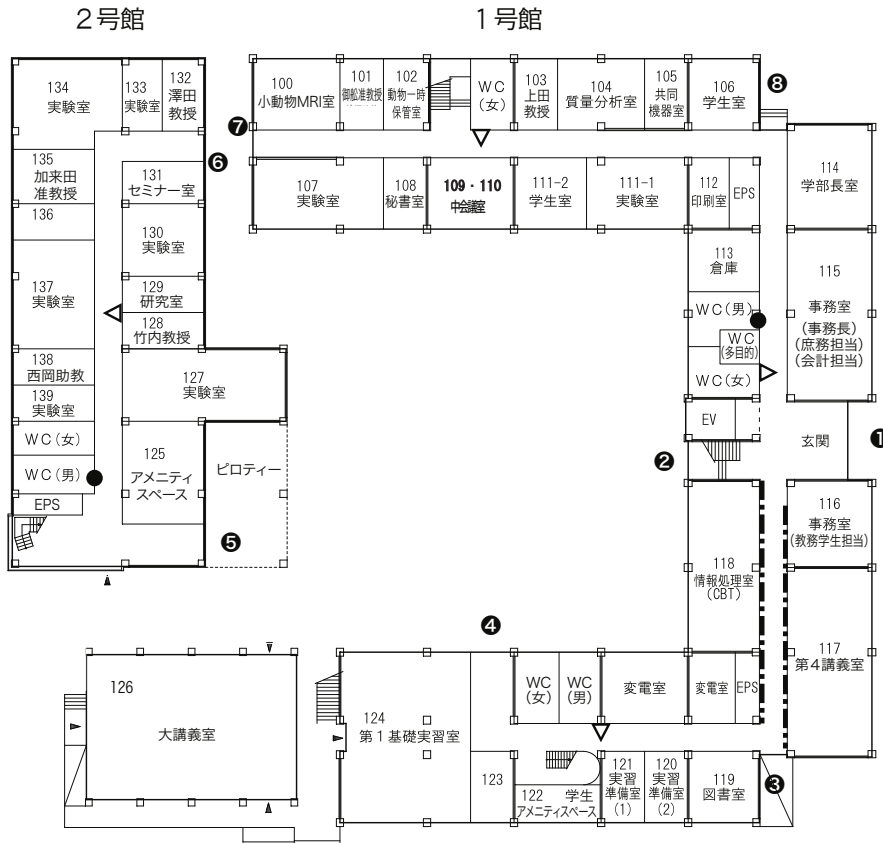 2号館
1号館
134
実験室
133
実験室
132
澤田
教授
100
小動物MRI室
101
御舩准教授
102
動物一時
保管室
WC
(女)
103
上田
教授
104
質量分析室
105
共同
機器室
106
学生室
❽
❼
❻
135
加来田
准教授
136
131
セミナー室
130
実験室
129
研究室
128
竹内教授
137
実験室
138
西岡助教
139
実験室
127
実験室
WC(女)
WC(男)
EPS
125
アメニティ
スペース
ピロティー
❺
107
実験室
108
秘書室
109・110
中会議室
111-2
学生室
111-1
実験室
112
印刷室
EPS
114
学部長室
113
倉庫
WC(男)
WC
(多目的)
WC(女)
115
事務室
(事務長)
(庶務担当)
(会計担当)
EV
玄関
❶
❷
116
事務室
(教務学生担当)
118
情報処理室
(CBT)
117
第4講義室
❹
126
大講義室
124
第1基礎実習室
WC
(女)
WC
(男)
変電室
変電室
EPS
123
122
学生
アメニティスペース
121
実習
準備室
(1)
120
実習
準備室
(2)
119
図書室
❸